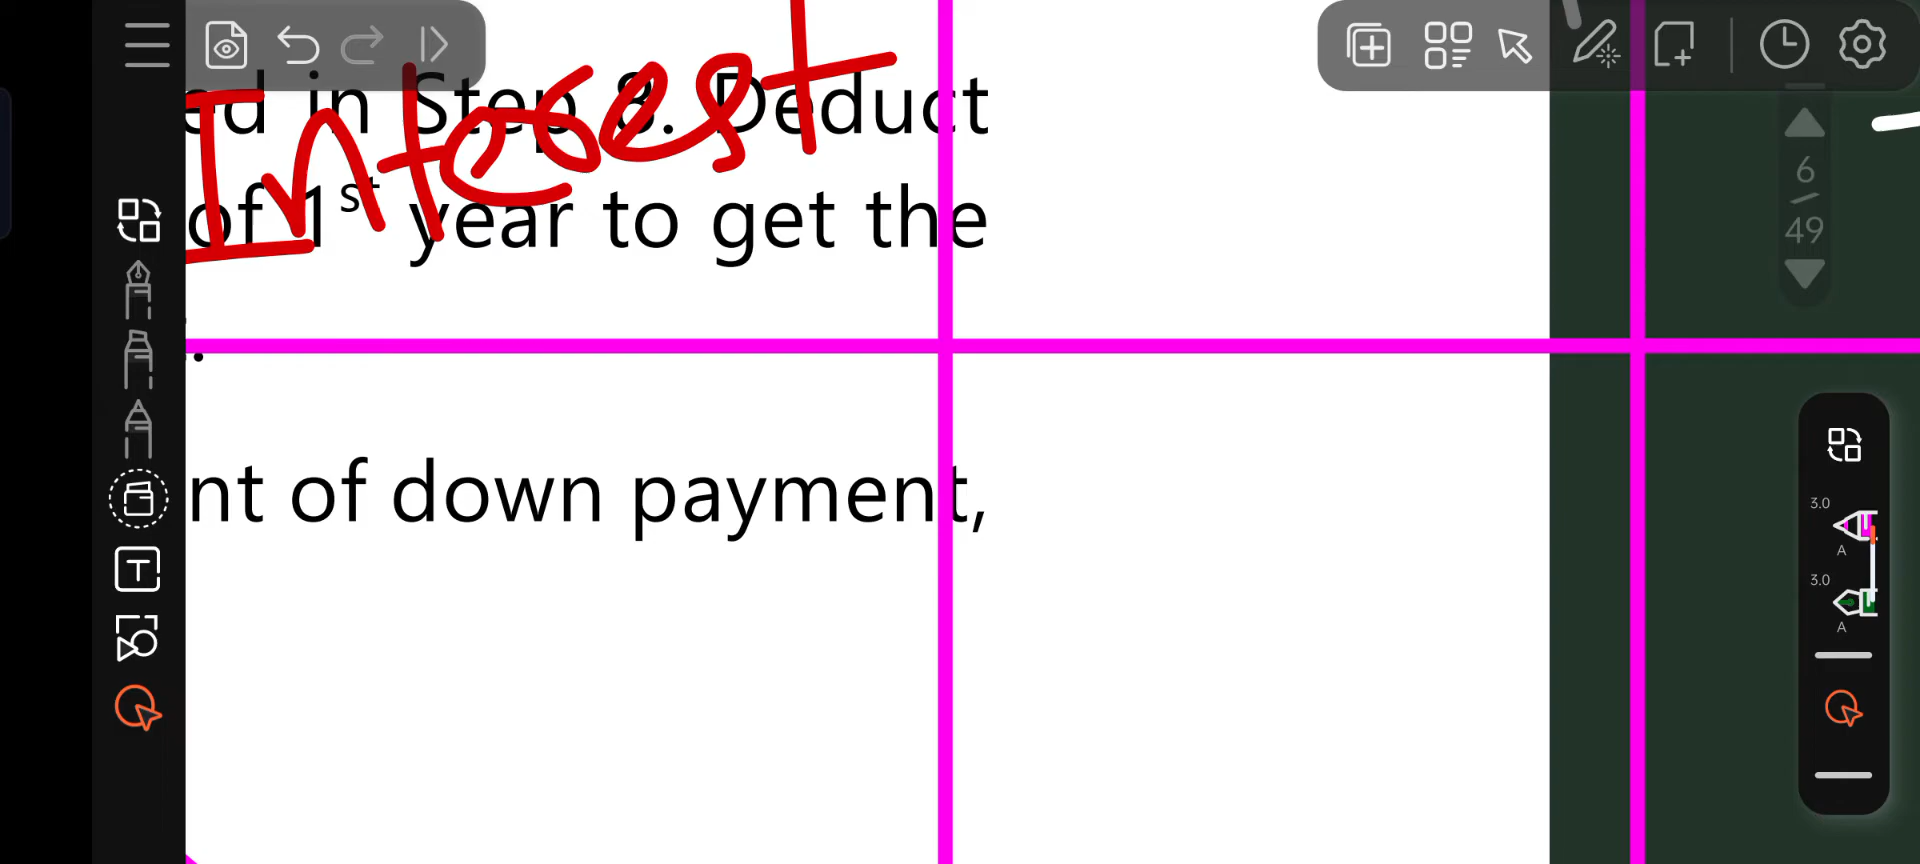 ed in Step 8. Deduct
Interest
of 1st year to get the
.
nt of down payment,
6
49
3.0
A
3.0
A
T